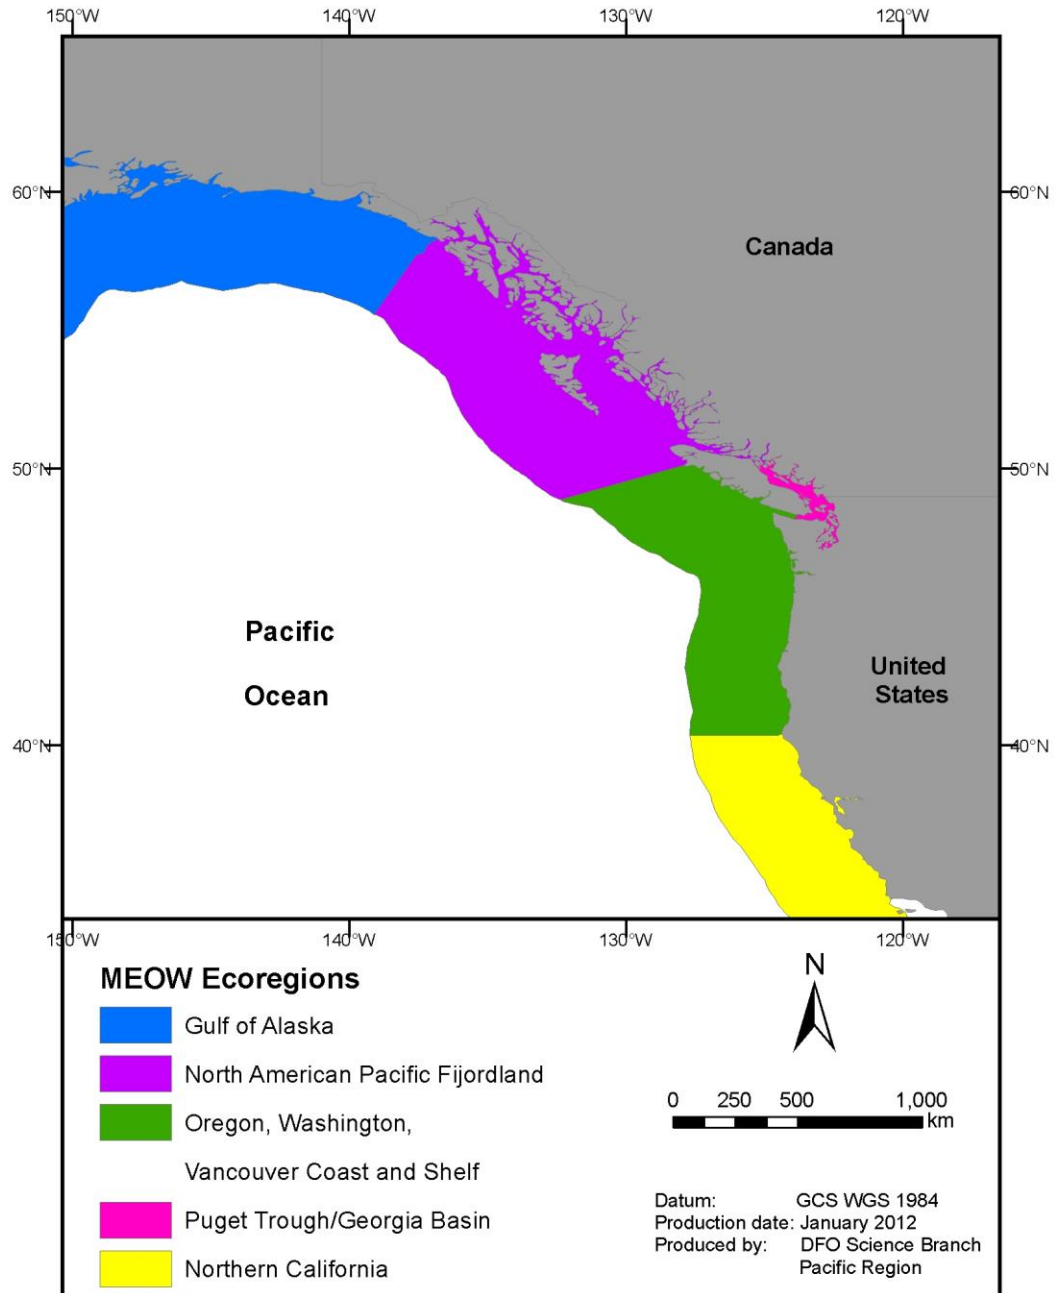 150°W 140°W 130°W 120°W
60°N 60°N
Canada
50°N 50°N
Pacific
Ocean
United
States
40°N 40°N
150°W 140°W 130°W 120°W
MEOW Ecoregions
Gulf of Alaska
North American Pacific Fijordland
Oregon, Washington,
Vancouver Coast and Shelf
Puget Trough/Georgia Basin
Northern California
N
0 250 500 1,000
km
Datum: GCS WGS 1984
Production date: January 2012
Produced by: DFO Science Branch
Pacific Region